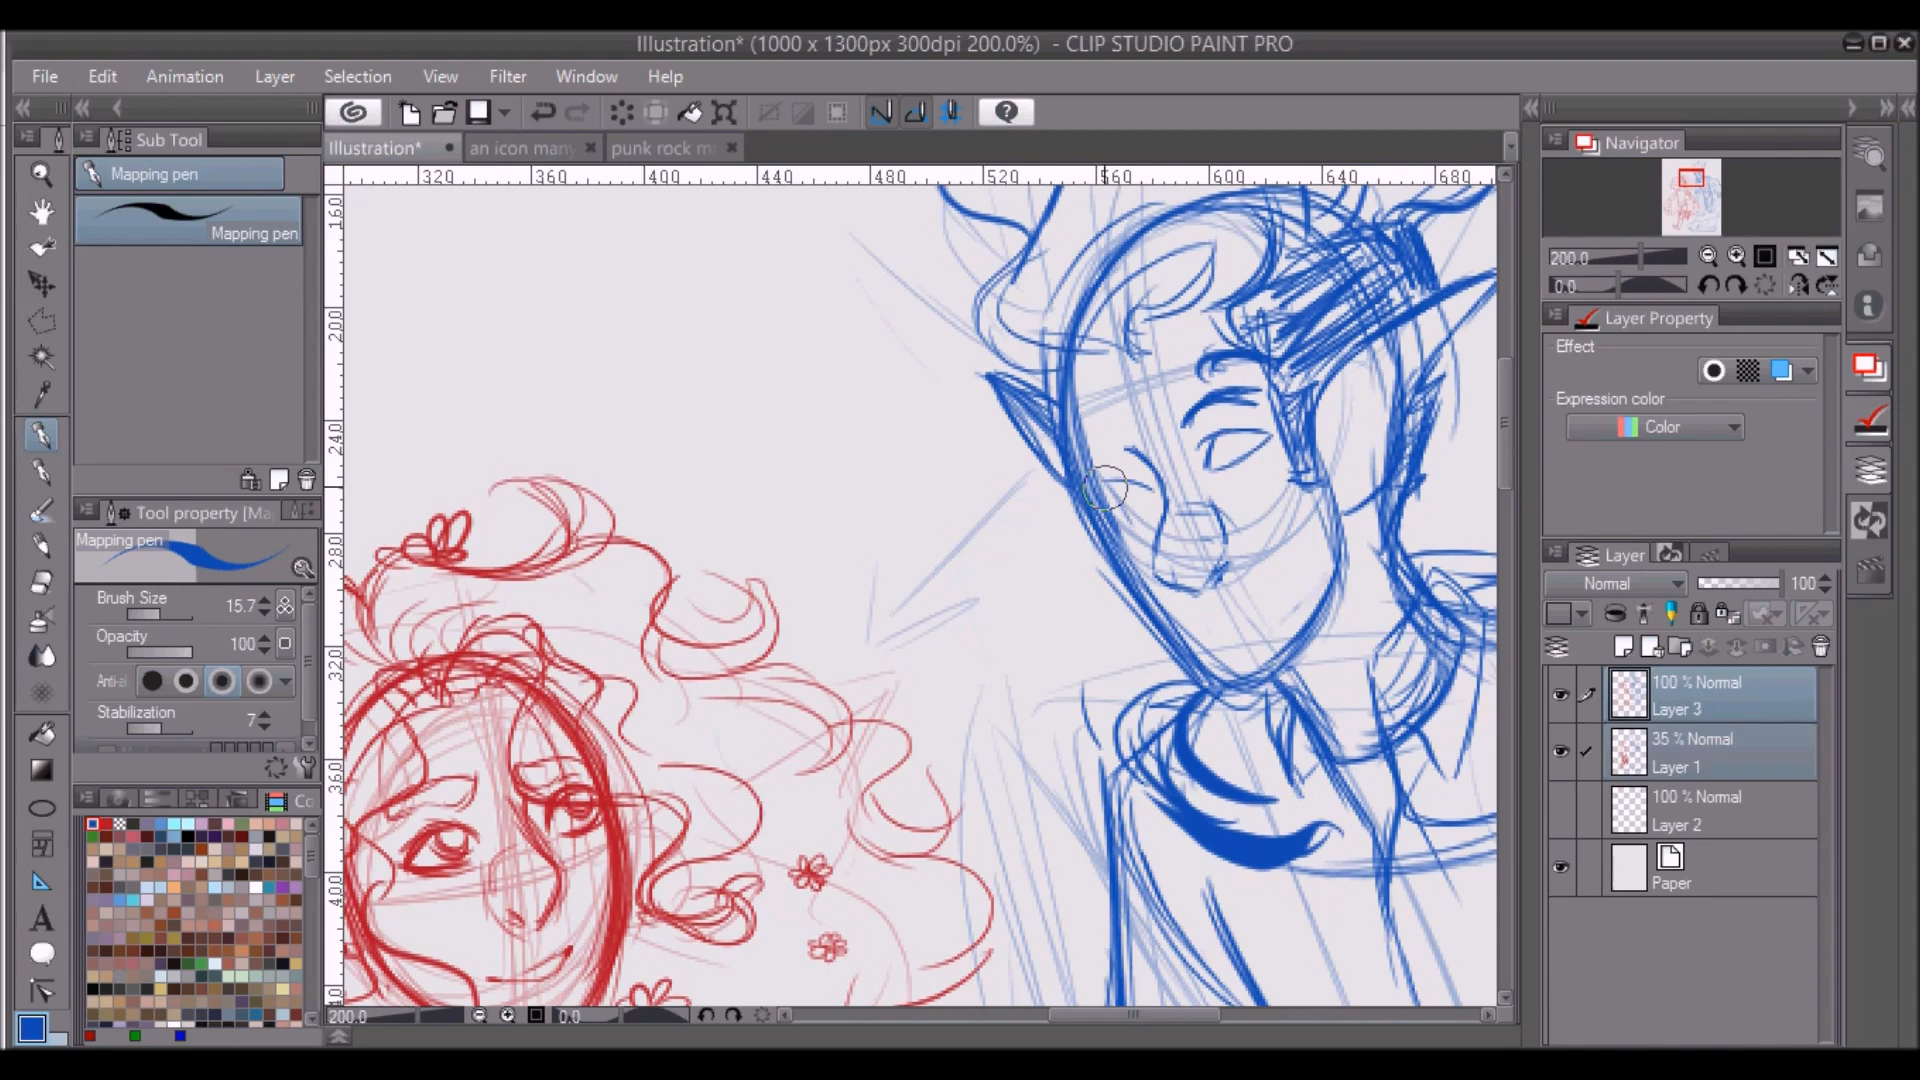 Illustration* (1000 x 1300px 300dpi 200.0%) - CLIP STUDIO PAINT PRO
File Edit Animation Layer Selection View Filter Window Help
Sub Tool
Illustration* an icon many punk rock m
Navigator
Mapping pen
320 360 400 440 480 520 560 600 640 680
Mapping pen
160
200
240
280
320
360
400
200.0
0.0
Layer Property
Effect
Expression color
Color
Tool property [Ma
Mapping pen
Brush Size 15.7
Opacity 100
Anti-al
Stabilization 7
Co
Layer
Normal 100
100 % Normal
Layer 3
35 % Normal
Layer 1
100 % Normal
Layer 2
Paper
200.0 0.0